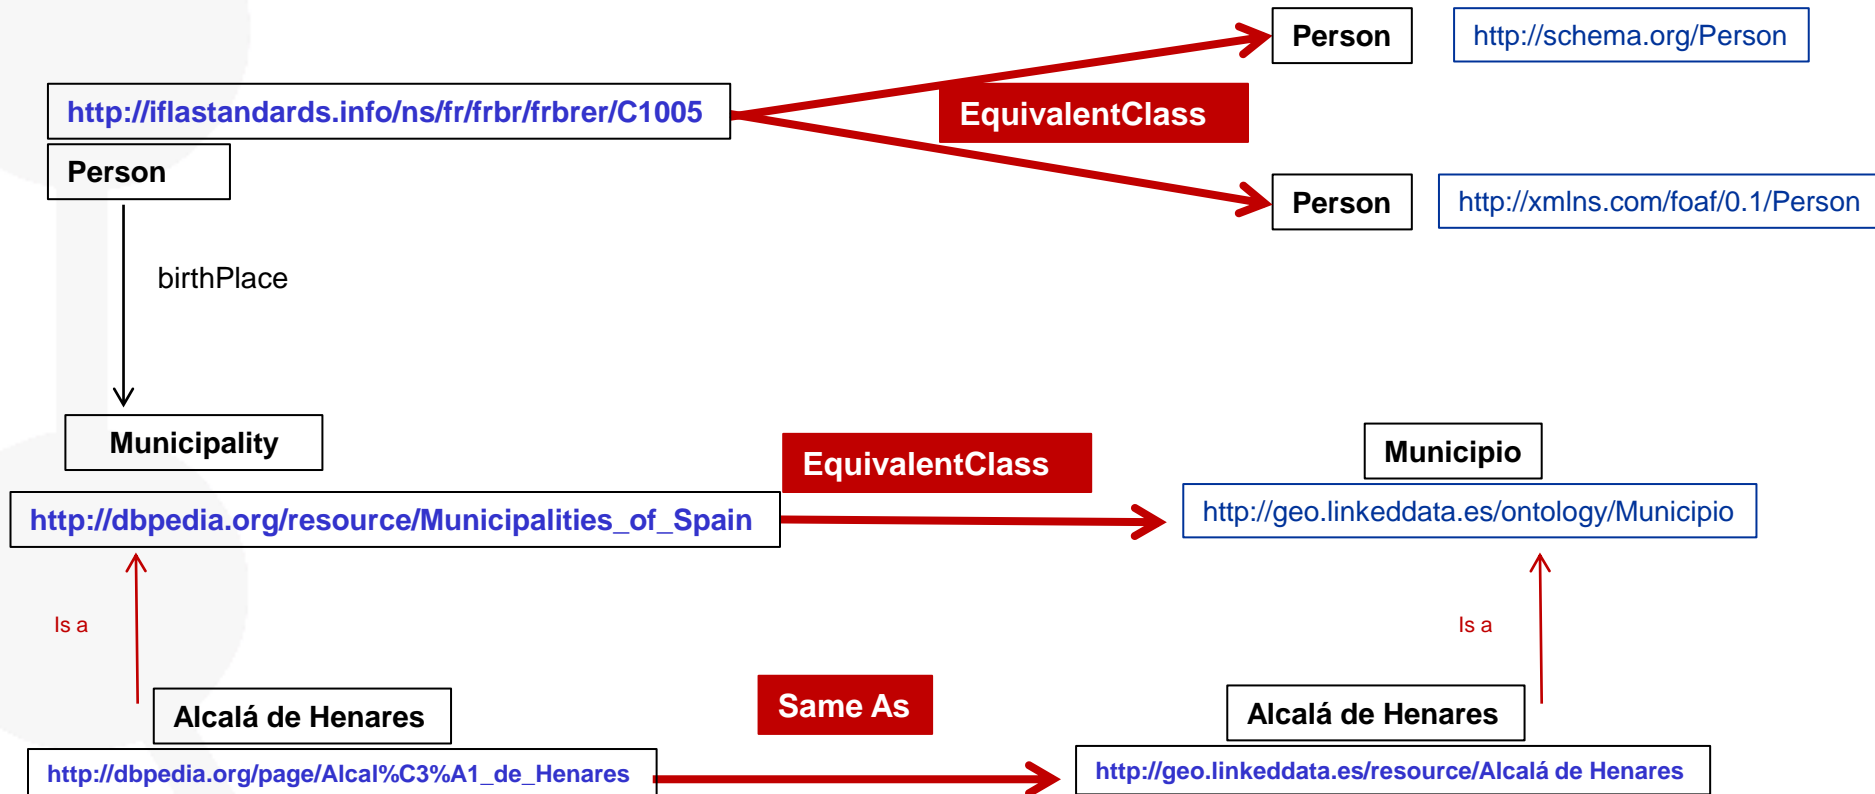 Person
http://schema.org/Person
http://iflastandards.info/ns/fr/frbr/frbrer/C1005
EquivalentClass
Person
Person
http://xmlns.com/foaf/0.1/Person
birthPlace
Municipality
EquivalentClass
Municipio
http://dbpedia.org/resource/Municipalities_of_Spain
http://geo.linkeddata.es/ontology/Municipio
Is a
Is a
Alcalá de Henares
Same As
Alcalá de Henares
http://dbpedia.org/page/Alcal%C3%A1_de_Henares
http://geo.linkeddata.es/resource/Alcalá de Henares